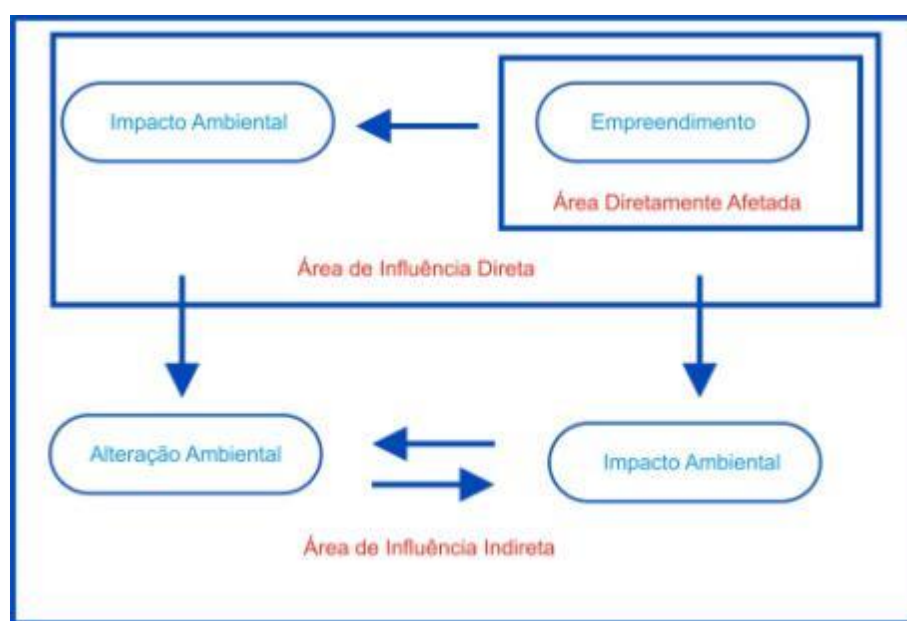 Impacto Ambiental
Empreendimento
Área Diretamente Afetada
Área de Influência Direta
Alteração Ambiental
Impacto Ambiental
Área de Influência Indireta